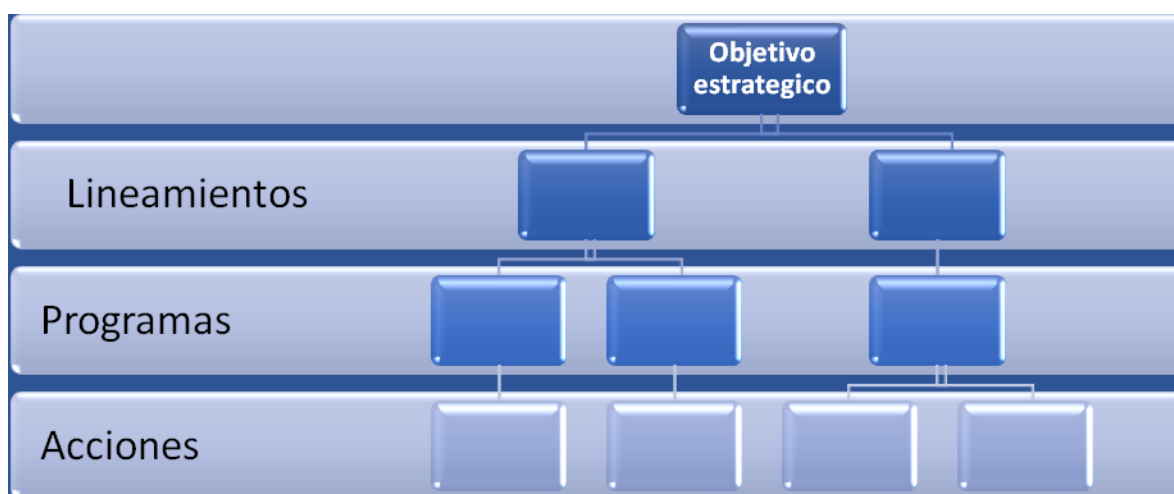 Objetivo
estrategico
Lineamientos
Programas
Acciones